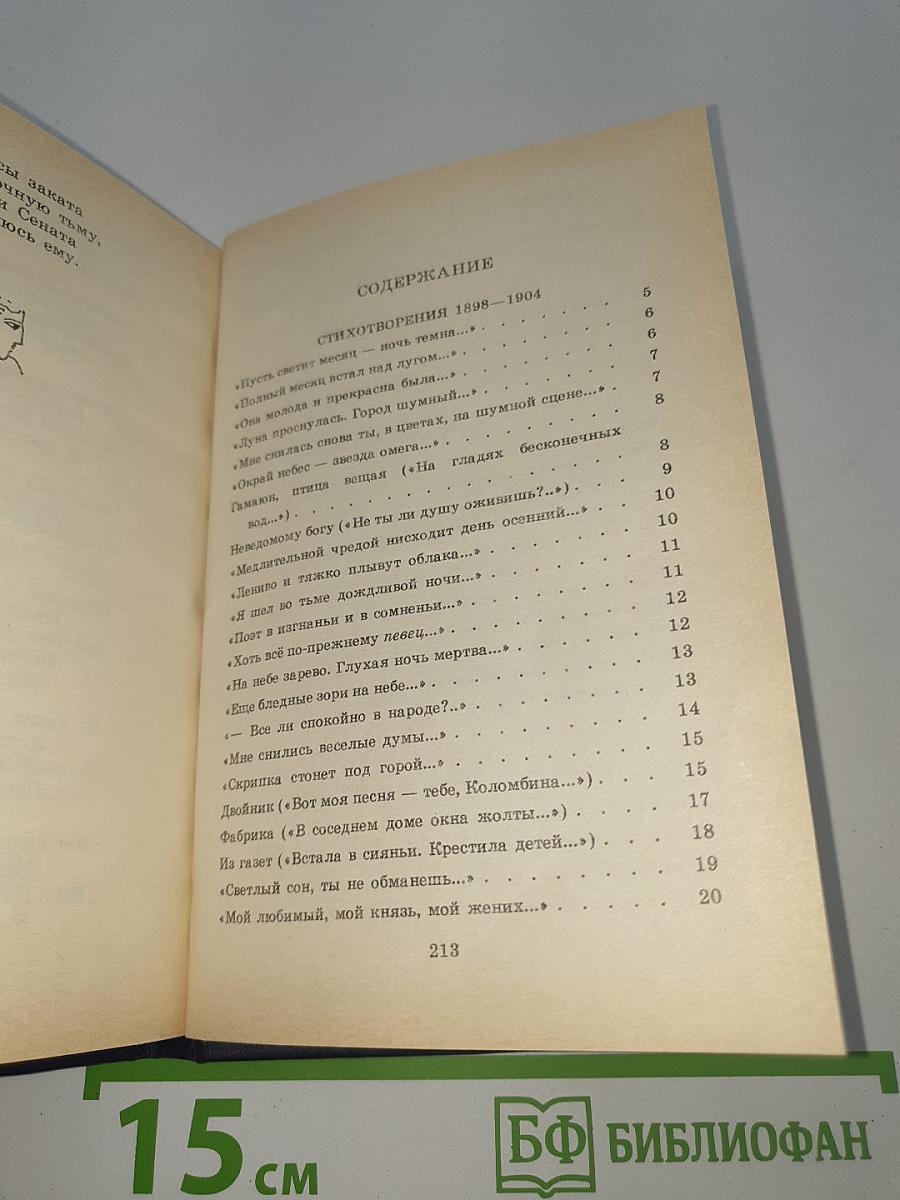 сы заката
очную тьму,
и Сената
юсь ему.
СОДЕРЖАНИЕ
СТИХОТВОРЕНИЯ 1898—1904
«Пусть светит месяц — ночь темна...» . . . . . . 5
«Полный месяц встал над лугом...» . . . . . . . 6
«Она молода и прекрасна была...» . . . . . . . 6
«Луна проснулась. Город шумный...» . . . . . . 7
«Мне снилась снова ты, в цветах, на шумной сцене...» . 7
«Окрай небес — звезда омега...» . . . . . . . . 8
Гамаюн, птица вещая («На гладях бесконечных
вод...») . . . . . . . . . . . . . . 8
Неведомому богу («Не ты ли душу оживишь?..») . . . 9
«Медлительной чредой нисходит день осенний...» . . 10
«Лениво и тяжко плывут облака...» . . . . . . . 10
«Я шел во тьме дождливой ночи...» . . . . . . . 11
«Поэт в изгнаньи и в сомненьи...» . . . . . . . 11
«Хоть всё по-прежнему певец...» . . . . . . . . 12
«На небе зарево. Глухая ночь мертва...» . . . . . . 12
«Еще бледные зори на небе...» . . . . . . . . . 13
«— Все ли спокойно в народе?..» . . . . . . . . 13
«Мне снились веселые думы...» . . . . . . . . 14
«Скрипка стонет под горой...» . . . . . . . . . 15
Двойник («Вот моя песня — тебе, Коломбина...») . . . 15
Фабрика («В соседнем доме окна жолты...») . . . . 17
Из газет («Встала в сияньи. Крестила детей...») . . . 18
«Светлый сон, ты не обманешь...» . . . . . . . . 19
«Мой любимый, мой князь, мой жених...» . . . . . 20
213
15 см
БФ БИБЛИОФАН